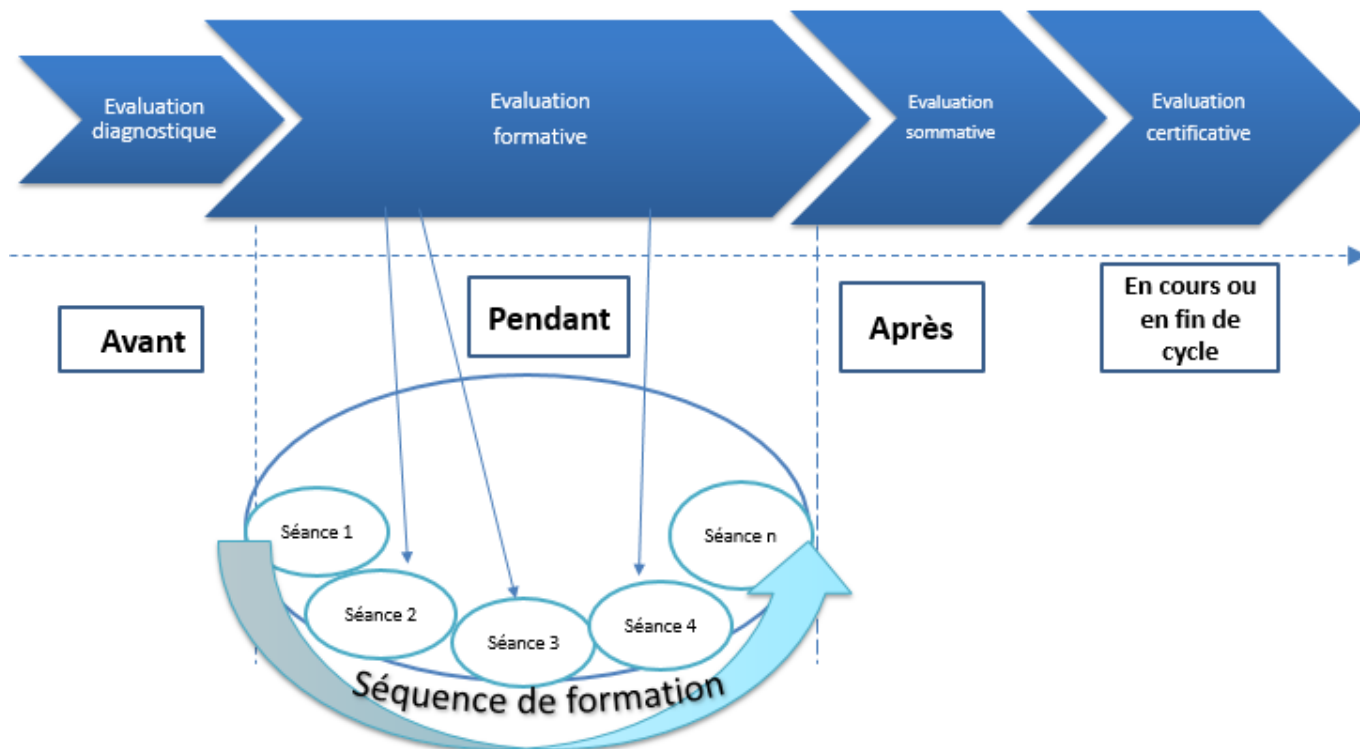 Evaluation
diagnostique
Evaluation
formative
Evaluation
sommative
Evaluation
certificative
Avant
Pendant
Après
En cours ou
en fin de
cycle
Séance 1
Séance 2
Séance 3
Séance 4
Séance n
Séquence de formation